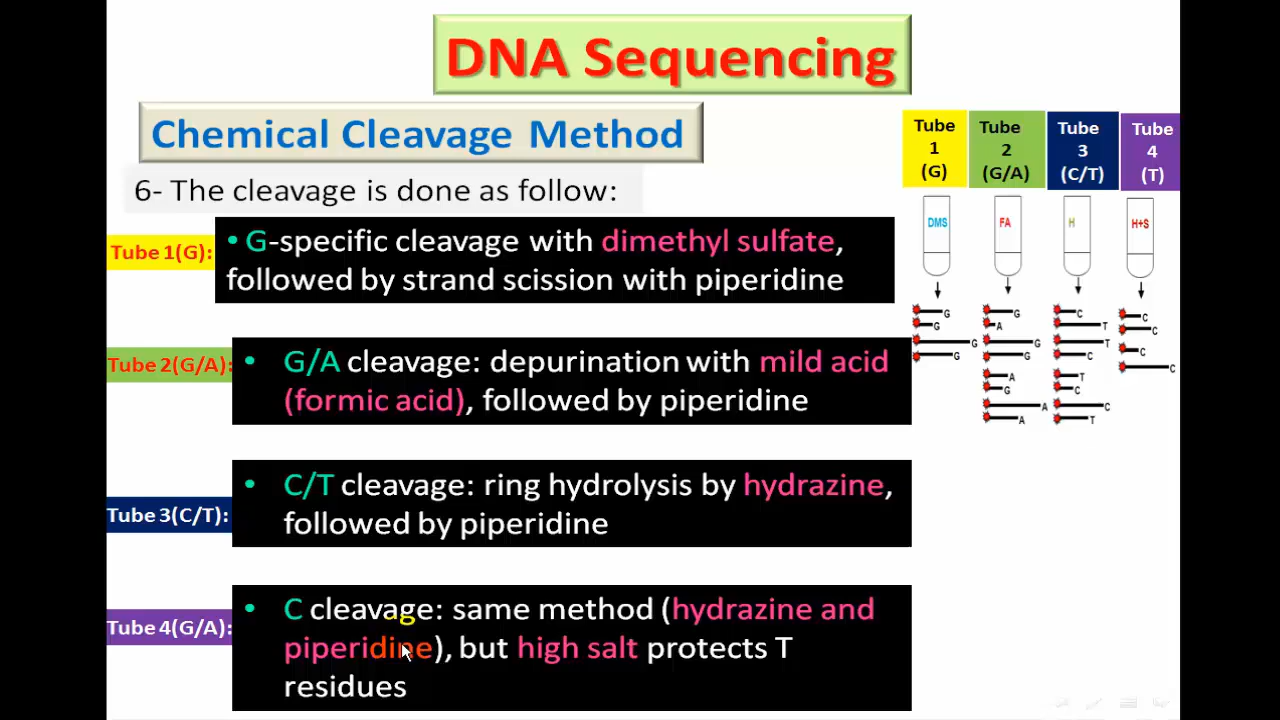 DNA Sequencing
Chemical Cleavage Method
6- The cleavage is done as follow:
Tube 1(G):
• G-specific cleavage with dimethyl sulfate,
followed by strand scission with piperidine
Tube 2(G/A):
• G/A cleavage: depurination with mild acid
(formic acid), followed by piperidine
Tube 3(C/T):
• C/T cleavage: ring hydrolysis by hydrazine,
followed by piperidine
Tube 4(G/A):
• C cleavage: same method (hydrazine and
piperidine), but high salt protects T
residues
Tube
1
(G)
Tube
2
(G/A)
Tube
3
(C/T)
Tube
4
(T)
DMS
FA
H
H+S
G
G
G
G
G
A
G
G
A
G
A
A
C
T
T
C
T
C
C
T
C
C
C
C